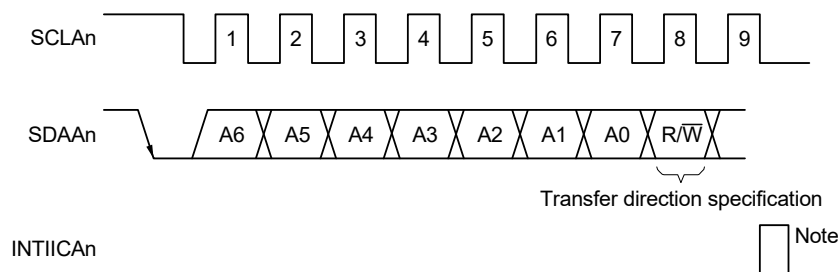 SCLAn 1 2 3 4 5 6 7 8 9
SDAAn A6 A5 A4 A3 A2 A1 A0 R/W̅
Transfer direction specification
INTIICAn Note